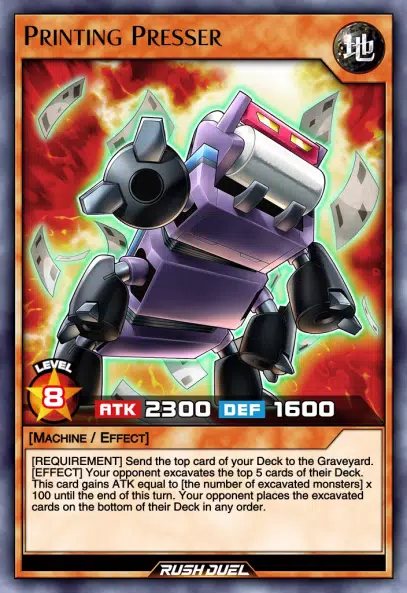 PRINTING PRESSER
地
LEVEL
8
ATK 2300 DEF 1600
[MACHINE / EFFECT]
[REQUIREMENT] Send the top card of your Deck to the Graveyard.
[EFFECT] Your opponent excavates the top 5 cards of their Deck.
This card gains ATK equal to [the number of excavated monsters] x
100 until the end of this turn. Your opponent places the excavated
cards on the bottom of their Deck in any order.
RUSH DUEL